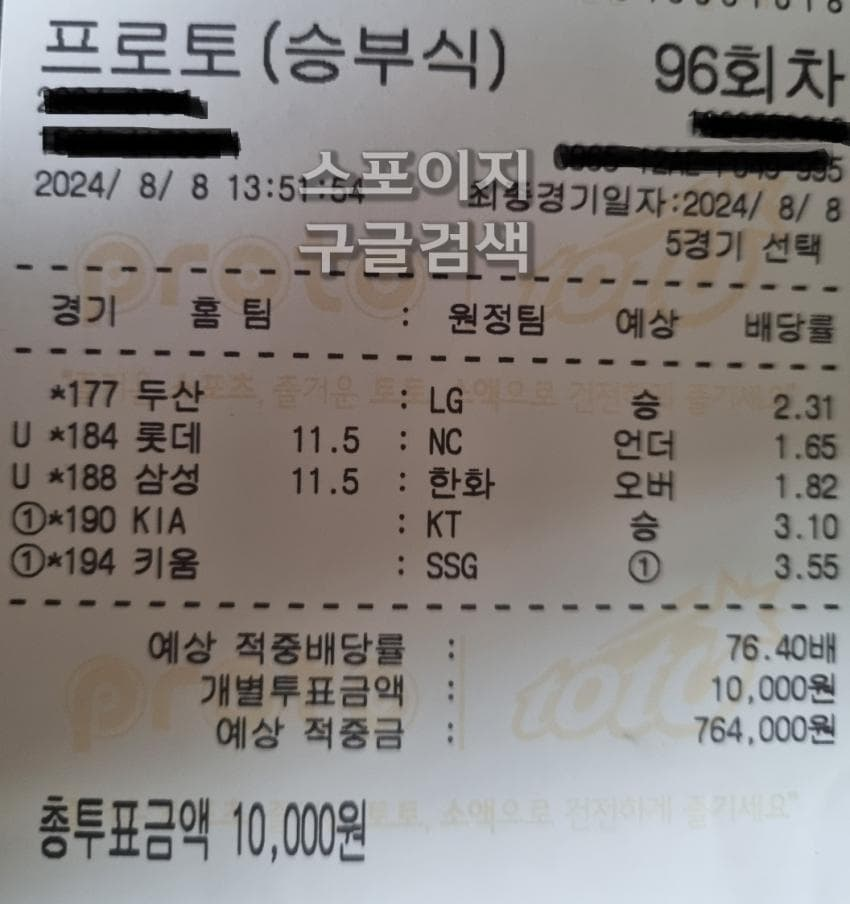 프로토(승부식) 96회차
2024/ 8/ 8 13:51:54 최종경기일자:2024/ 8/ 8
스포이지
구글검색
5경기 선택
경기 홈팀 : 원정팀 예상 배당률
*177 두산 : LG 승 2.31
U *184 롯데 11.5 : NC 언더 1.65
U *188 삼성 11.5 : 한화 오버 1.82
①*190 KIA : KT 승 3.10
①*194 키움 : SSG ① 3.55
예상 적중배당률 : 76.40배
개별투표금액 : 10,000원
예상 적중금 : 764,000원
총투표금액 10,000원